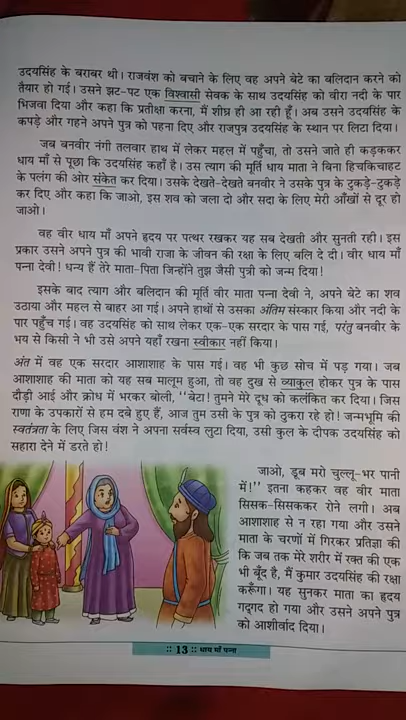 उदयसिंह के बराबर थी। राजवंश को बचाने के लिए वह अपने बेटे का बलिदान करने को
तैयार हो गई। उसने झट-पट एक विश्वासी सेवक के साथ उदयसिंह को वीरा नदी के पार
भिजवा दिया और कहा कि प्रतीक्षा करना, मैं शीघ्र ही आ रही हूँ। अब उसने उदयसिंह के
कपड़े और गहने अपने पुत्र को पहना दिए और राजपुत्र उदयसिंह के स्थान पर लिटा दिया।
जब बनवीर नंगी तलवार हाथ में लेकर महल में पहुँचा, तो उसने जाते ही कड़ककर
धाय माँ से पूछा कि उदयसिंह कहाँ है। उस त्याग की मूर्ति धाय माता ने बिना हिचकिचाहट
के पलंग की ओर संकेत कर दिया। उसके देखते-देखते बनवीर ने उसके पुत्र के टुकड़े-टुकड़े
कर दिए और कहा कि जाओ, इस शव को जला दो और सदा के लिए मेरी आँखों से दूर हो
जाओ।
वह वीर धाय माँ अपने हृदय पर पत्थर रखकर यह सब देखती और सुनती रही। इस
प्रकार उसने अपने पुत्र की भावी राजा के जीवन की रक्षा के लिए बलि दे दी। वीर धाय माँ
पन्ना देवी! धन्य हैं तेरे माता-पिता जिन्होंने तुझ जैसी पुत्री को जन्म दिया!
इसके बाद त्याग और बलिदान की मूर्ति वीर माता पन्ना देवी ने, अपने बेटे का शव
उठाया और महल से बाहर आ गई। अपने हाथों से उसका अंतिम संस्कार किया और नदी के
पार पहुँच गई। वह उदयसिंह को साथ लेकर एक-एक सरदार के पास गई, परंतु बनवीर के
भय से किसी ने भी उसे अपने यहाँ रखना स्वीकार नहीं किया।
अंत में वह एक सरदार आशाशाह के पास गई। वह भी कुछ सोच में पड़ गया। जब
आशाशाह की माता को यह सब मालूम हुआ, तो वह दुख से व्याकुल होकर पुत्र के पास
दौड़ी आई और क्रोध में भरकर बोली, ‘‘बेटा! तुमने मेरे दूध को कलंकित कर दिया। जिस
राणा के उपकारों से हम दबे हुए हैं, आज तुम उसी के पुत्र को ठुकरा रहे हो! जन्मभूमि की
स्वतंत्रता के लिए जिस वंश ने अपना सर्वस्व लुटा दिया, उसी कुल के दीपक उदयसिंह को
सहारा देने में डरते हो!
जाओ, डूब मरो चुल्लू-भर पानी
में!’’ इतना कहकर वह वीर माता
सिसक-सिसककर रोने लगी। अब
आशाशाह से न रहा गया और उसने
माता के चरणों में गिरकर प्रतिज्ञा की
कि जब तक मेरे शरीर में रक्त की एक
भी बूँद है, मैं कुमार उदयसिंह की रक्षा
करूँगा। यह सुनकर माता का हृदय
गद्गद हो गया और उसने अपने पुत्र
को आशीर्वाद दिया।
:: 13 :: धाय माँ पन्ना